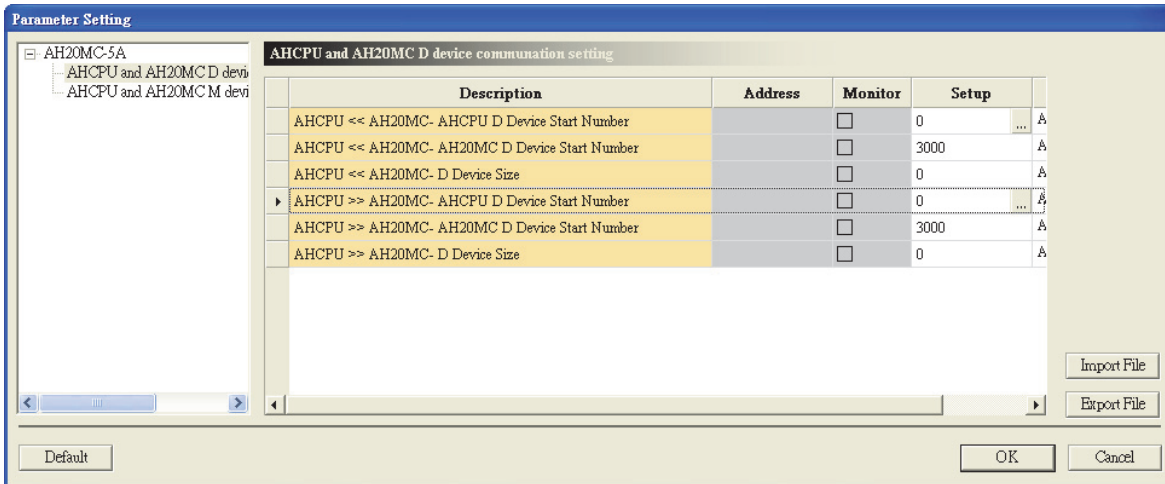 Parameter Setting
AH20MC-5A
AHCPU and AH20MC D devi
AHCPU and AH20MC M devi
AHCPU and AH20MC D device communation setting
Description Address Monitor Setup
AHCPU << AH20MC- AHCPU D Device Start Number 0 ... A
AHCPU << AH20MC- AH20MC D Device Start Number 3000 A
AHCPU << AH20MC- D Device Size 0 A
AHCPU >> AH20MC- AHCPU D Device Start Number 0 ... A
AHCPU >> AH20MC- AH20MC D Device Start Number 3000 A
AHCPU >> AH20MC- D Device Size 0 A
Import File
Export File
Default OK Cancel